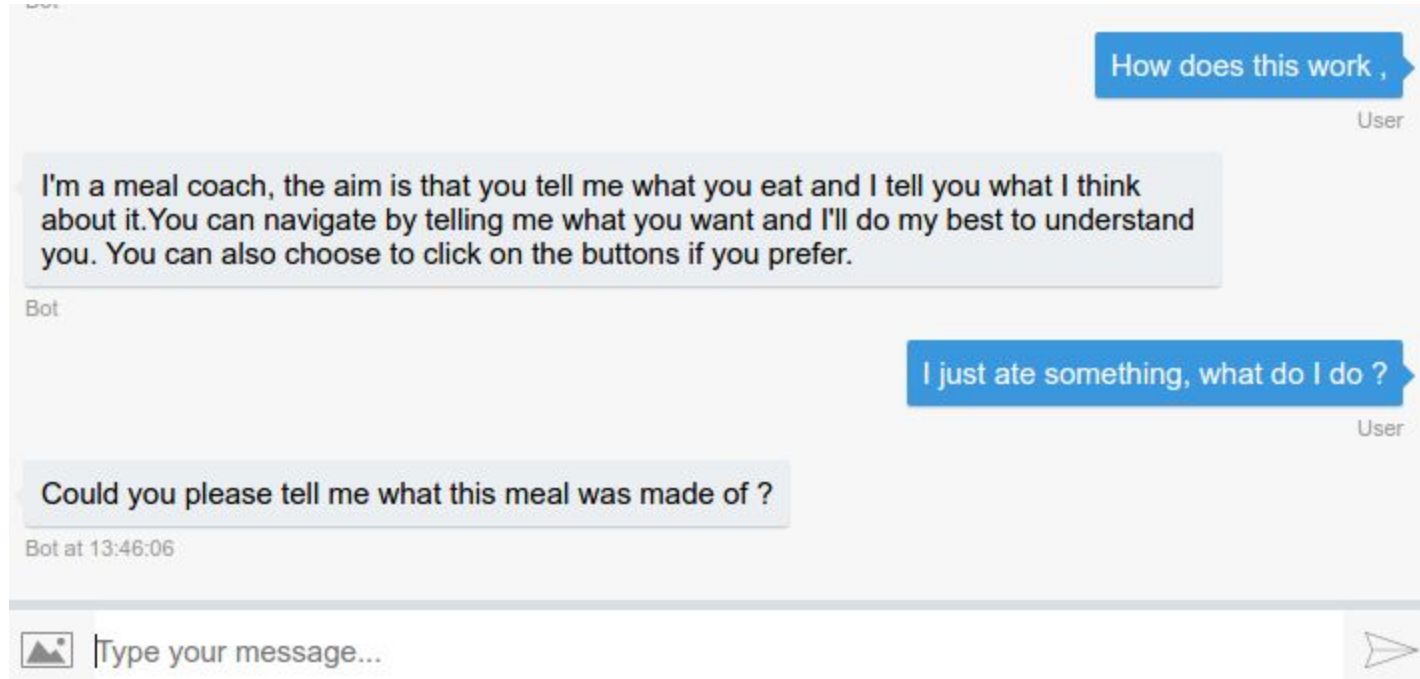 How does this work ,
User
I'm a meal coach, the aim is that you tell me what you eat and I tell you what I think
about it.You can navigate by telling me what you want and I'll do my best to understand
you. You can also choose to click on the buttons if you prefer.
Bot
I just ate something, what do I do ?
User
Could you please tell me what this meal was made of ?
Bot at 13:46:06
Type your message...